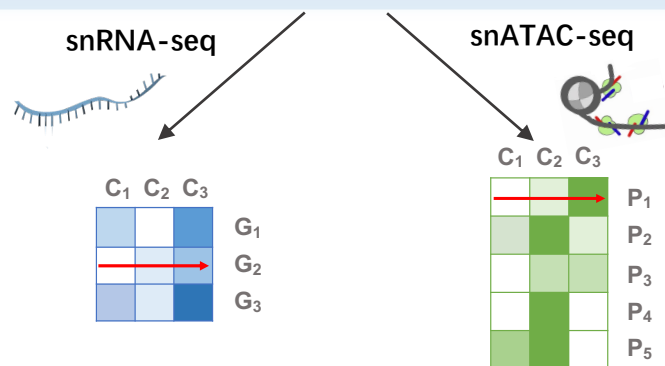 snRNA-seq
snATAC-seq
C₁ C₂ C₃
G₁
G₂
G₃
C₁ C₂ C₃
P₁
P₂
P₃
P₄
P₅